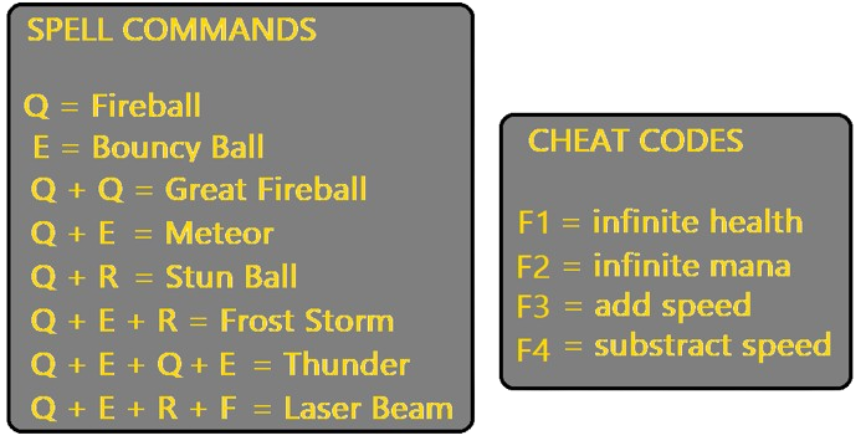 SPELL COMMANDS
Q = Fireball
E = Bouncy Ball
Q + Q = Great Fireball
Q + E = Meteor
Q + R = Stun Ball
Q + E + R = Frost Storm
Q + E + Q + E = Thunder
Q + E + R + F = Laser Beam
CHEAT CODES
F1 = infinite health
F2 = infinite mana
F3 = add speed
F4 = substract speed